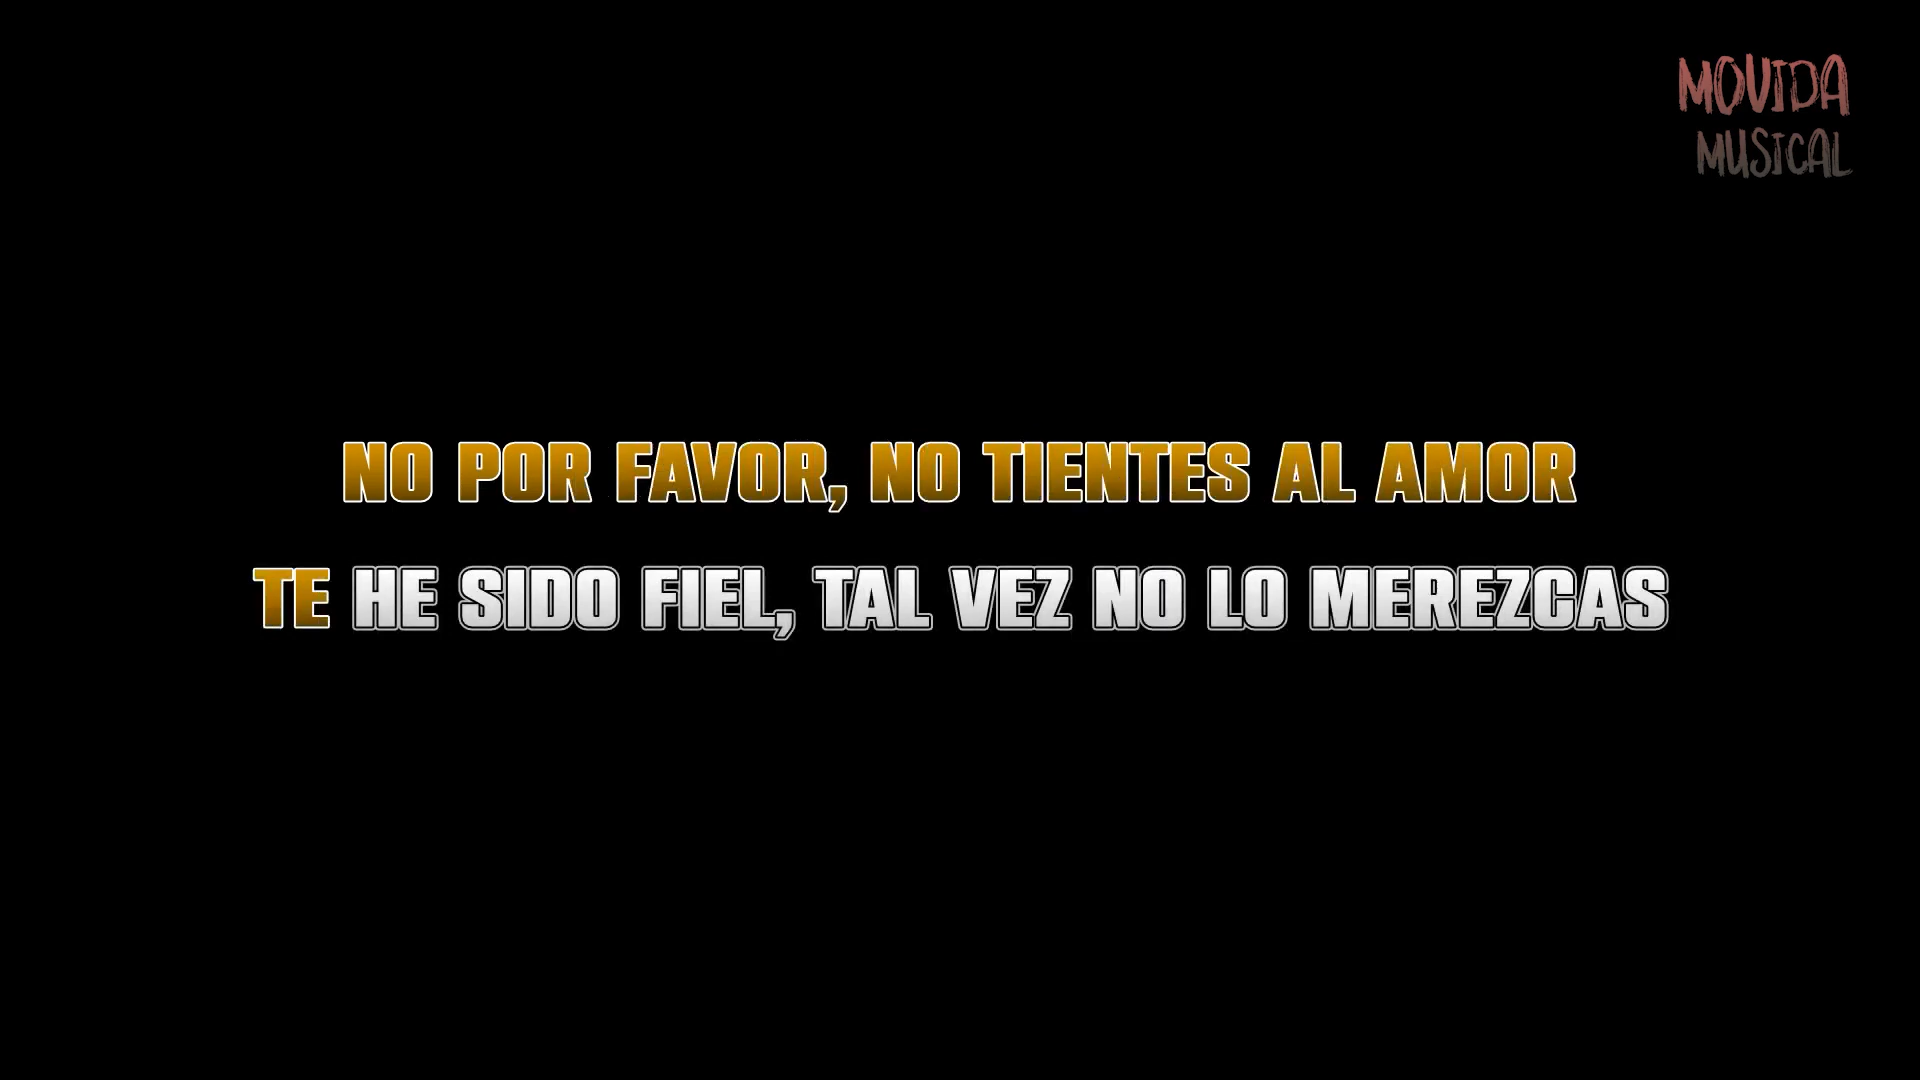 MOVIDA
MUSICAL
NO POR FAVOR, NO TIENTES AL AMOR
TE HE SIDO FIEL, TAL VEZ NO LO MEREZCAS